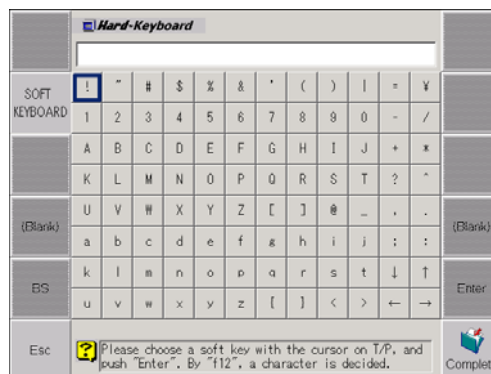 Hard-Keyboard
SOFT
KEYBOARD
(Blank)
BS
Esc
! " # $ % & ' ( ) | = ¥
1 2 3 4 5 6 7 8 9 0 - /
A B C D E F G H I J + *
K L M N O P Q R S T ? ^
U V W X Y Z [ ] @ _ , .
a b c d e f g h i j ; :
k l m n o p q r s t ↓ ↑
u v w x y z { } < > ← →
(Blank)
Enter
Please choose a soft key with the cursor on T/P, and
push "Enter". By "f12", a character is decided.
Complet